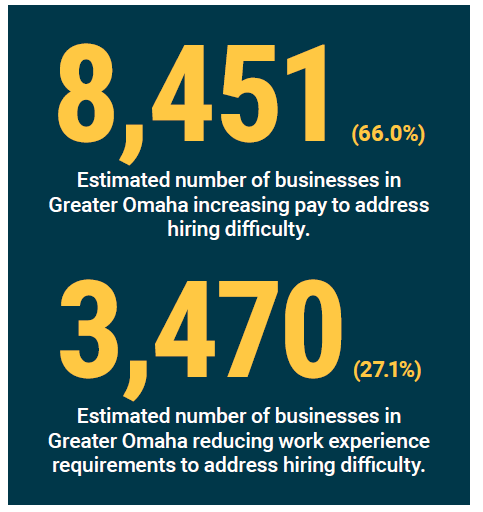 8,451 (66.0%)
Estimated number of businesses in
Greater Omaha increasing pay to address
hiring difficulty.
3,470 (27.1%)
Estimated number of businesses in
Greater Omaha reducing work experience
requirements to address hiring difficulty.